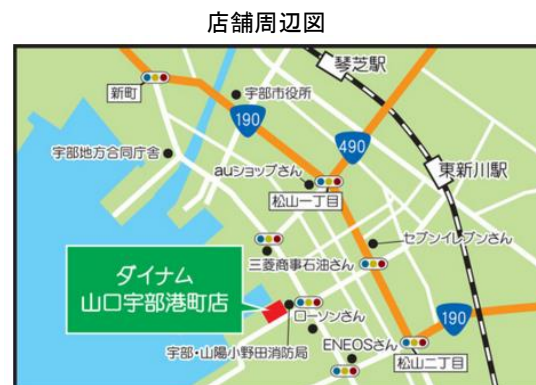 店舗周辺図
琴芝駅
新町
宇部市役所
190
490
宇部地方合同庁舎
東新川駅
auショップさん
松山一丁目
セブンイレブンさん
三菱商事石油さん
ダイナム
山口宇部港町店
ローソンさん
190
宇部・山陽小野田消防局
ENEOSさん
松山二丁目